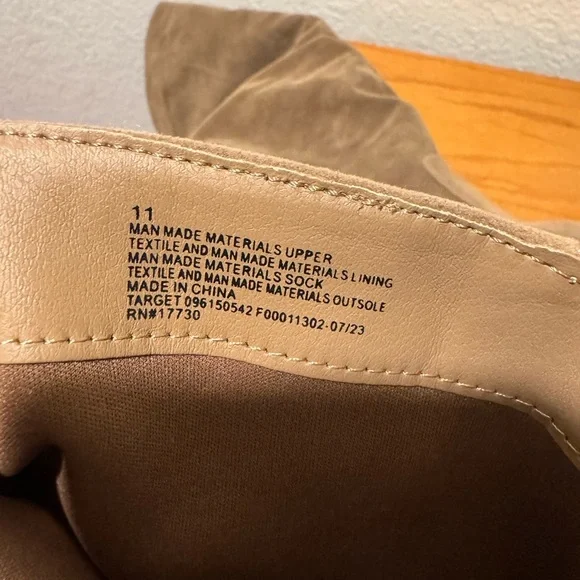 11
MAN MADE MATERIALS UPPER
TEXTILE AND MAN MADE MATERIALS LINING
MAN MADE MATERIALS SOCK
TEXTILE AND MAN MADE MATERIALS OUTSOLE
MADE IN CHINA
TARGET 096150542 F00011302-07/23
RN#17730